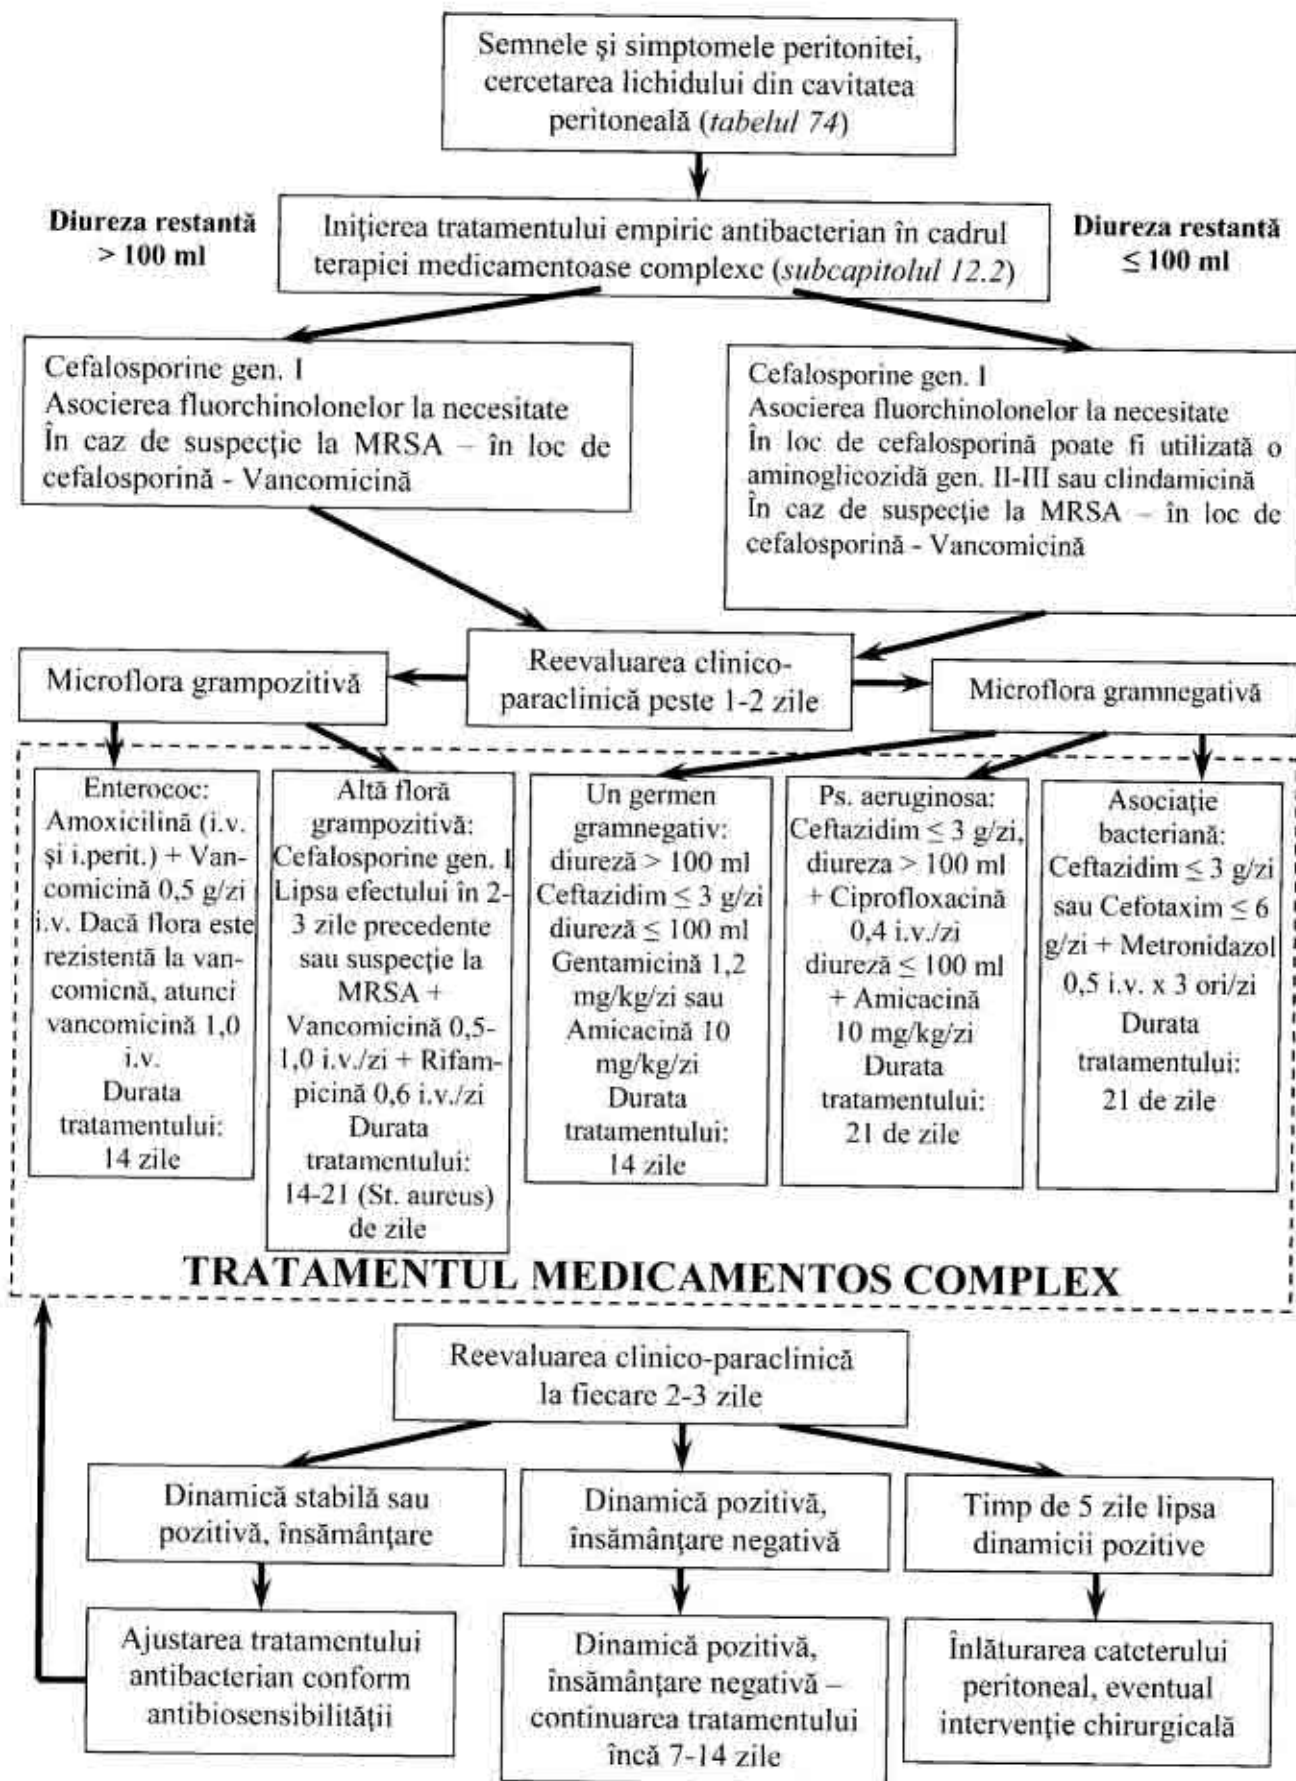 Semnele şi simptomele peritonitei,
cercetarea lichidului din cavitatea
peritoneală (tabelul 74)
Diureza restantă
> 100 ml
Iniţierea tratamentului empiric antibacterian în cadrul
terapiei medicamentoase complexe (subcapitolul 12.2)
Diureza restantă
≤ 100 ml
Cefalosporine gen. I
Asocierea fluorchinolonelor la necesitate
În caz de suspecţie la MRSA – în loc de
cefalosporină - Vancomicină
Cefalosporine gen. I
Asocierea fluorchinolonelor la necesitate
În loc de cefalosporină poate fi utilizată o
aminoglicozidă gen. II-III sau clindamicină
În caz de suspecţie la MRSA – în loc de
cefalosporină - Vancomicină
Microflora grampozitivă
Reevaluarea clinico-
paraclinică peste 1-2 zile
Microflora gramnegativă
Enterococ:
Amoxicilină (i.v.
şi i.perit.) + Van-
comicină 0,5 g/zi
i.v. Dacă flora este
rezistentă la van-
comicnă, atunci
vancomicină 1,0
i.v.
Durata
tratamentului:
14 zile
Altă floră
grampozitivă:
Cefalosporine gen. I
Lipsa efectului în 2-
3 zile precedente
sau suspecţie la
MRSA +
Vancomicină 0,5-
1,0 i.v./zi + Rifam-
picină 0,6 i.v./zi
Durata
tratamentului:
14-21 (St. aureus)
de zile
Un germen
gramnegativ:
diureză > 100 ml
Ceftazidim ≤ 3 g/zi
diureză ≤ 100 ml
Gentamicină 1,2
mg/kg/zi sau
Amicacină 10
mg/kg/zi
Durata
tratamentului:
14 zile
Ps. aeruginosa:
Ceftazidim ≤ 3 g/zi,
diureza > 100 ml
+ Ciprofloxacină
0,4 i.v./zi
diureză ≤ 100 ml
+ Amicacină
10 mg/kg/zi
Durata
tratamentului:
21 de zile
Asociaţie
bacteriană:
Ceftazidim ≤ 3 g/zi
sau Cefotaxim ≤ 6
g/zi + Metronidazol
0,5 i.v. x 3 ori/zi
Durata
tratamentului:
21 de zile
TRATAMENTUL MEDICAMENTOS COMPLEX
Reevaluarea clinico-paraclinică
la fiecare 2-3 zile
Dinamică stabilă sau
pozitivă, însământare
Dinamică pozitivă,
însământare negativă
Timp de 5 zile lipsa
dinamicii pozitive
Ajustarea tratamentului
antibacterian conform
antibiosensibilităţii
Dinamică pozitivă,
însămânţare negativă –
continuarea tratamentului
încă 7-14 zile
Înlăturarea cateterului
peritoneal, eventual
intervenţie chirurgicală